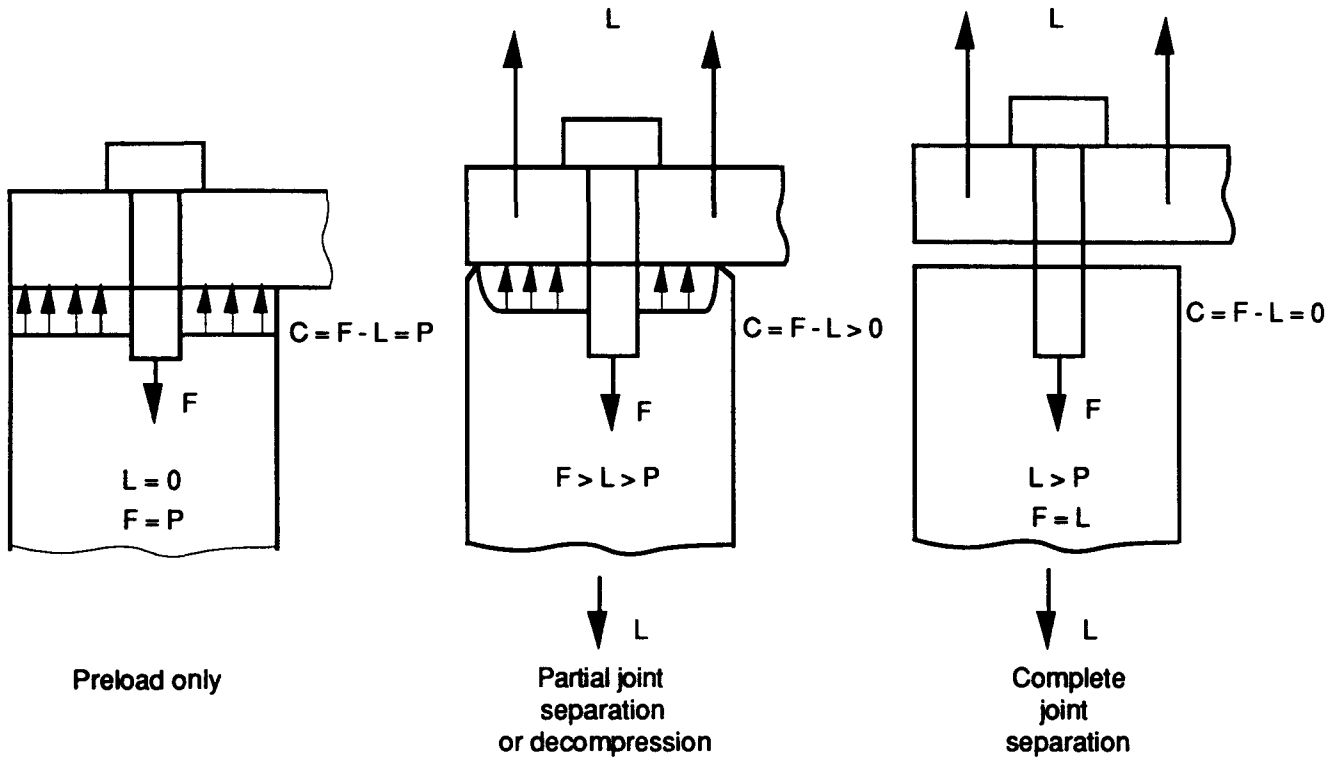 L
L
C = F - L = P
F
L = 0
F = P
Preload only
C = F - L > 0
F
F > L > P
L
Partial joint
separation
or decompression
C = F - L = 0
F
L > P
F = L
L
Complete
joint
separation